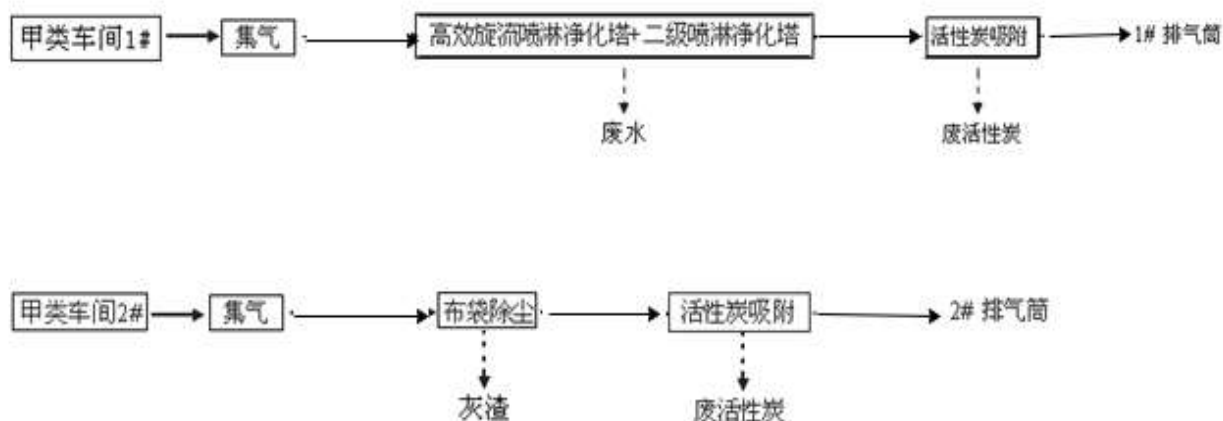 甲类车间1# 集气 高效旋流喷淋净化塔+二级喷淋净化塔 活性炭吸附 1# 排气筒
废水 废活性炭
甲类车间2# 集气 布袋除尘 活性炭吸附 2# 排气筒
灰渣 废活性炭